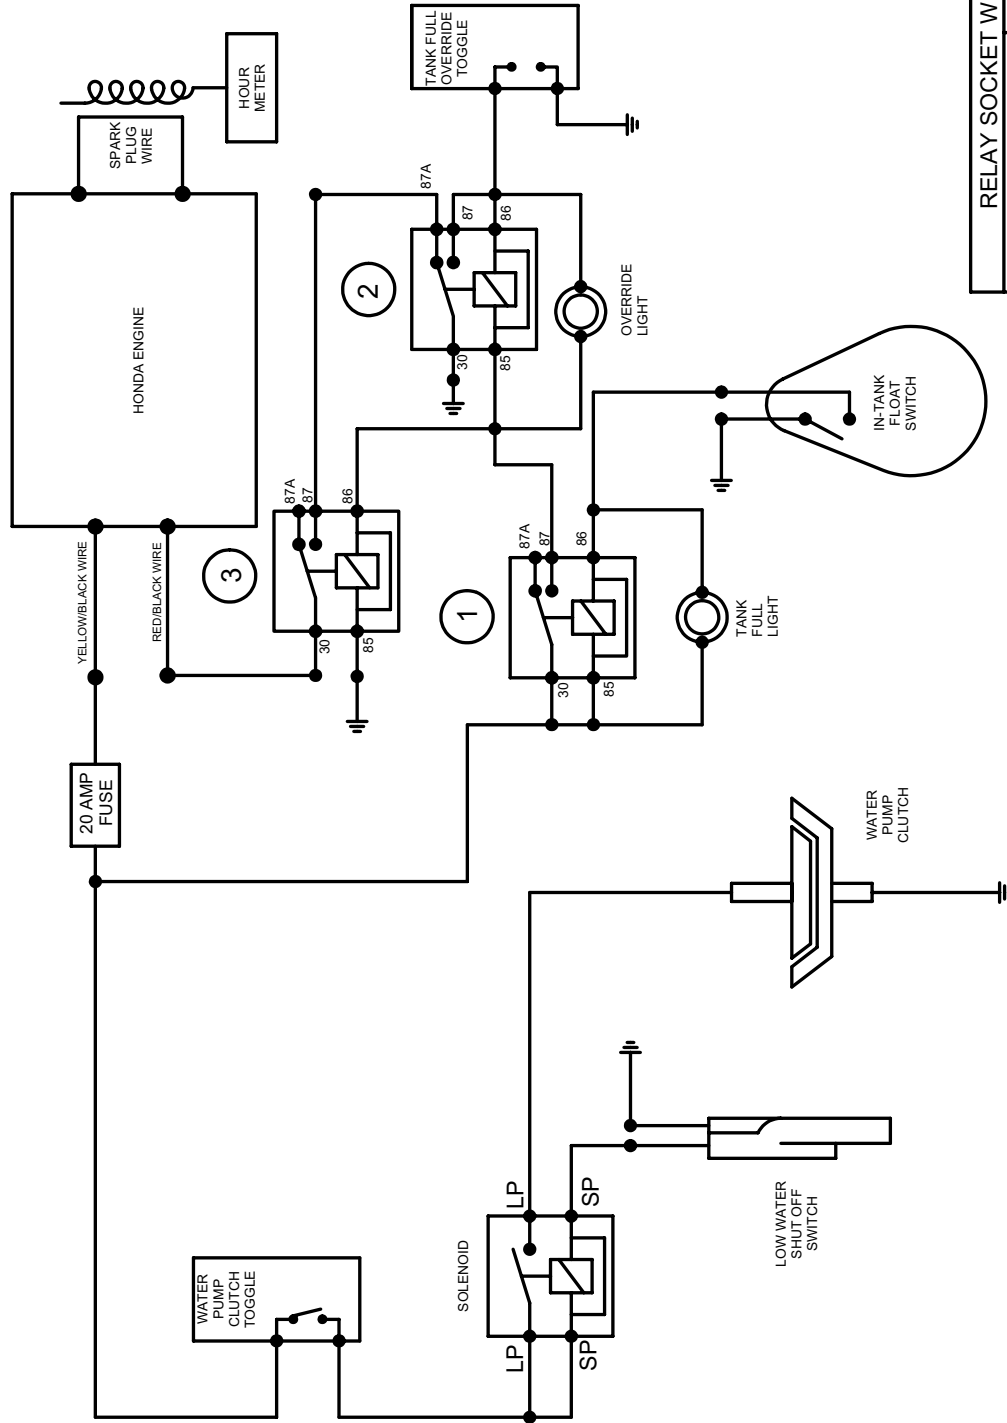 TANK FULL
OVERRIDE
TOGGLE
HOUR
METER
SPARK
PLUG
WIRE
HONDA ENGINE
87A
87
86
2
30
85
OVERRIDE
LIGHT
RELAY SOCKET W
YELLOW/BLACK WIRE
RED/BLACK WIRE
3
87A
87
86
30
85
IN-TANK
FLOAT
SWITCH
1
87A
87
86
30
85
TANK
FULL
LIGHT
20 AMP
FUSE
WATER
PUMP
CLUTCH
WATER
PUMP
CLUTCH
TOGGLE
SOLENOID
LP
SP
LP
SP
LOW WATER
SHUT OFF
SWITCH